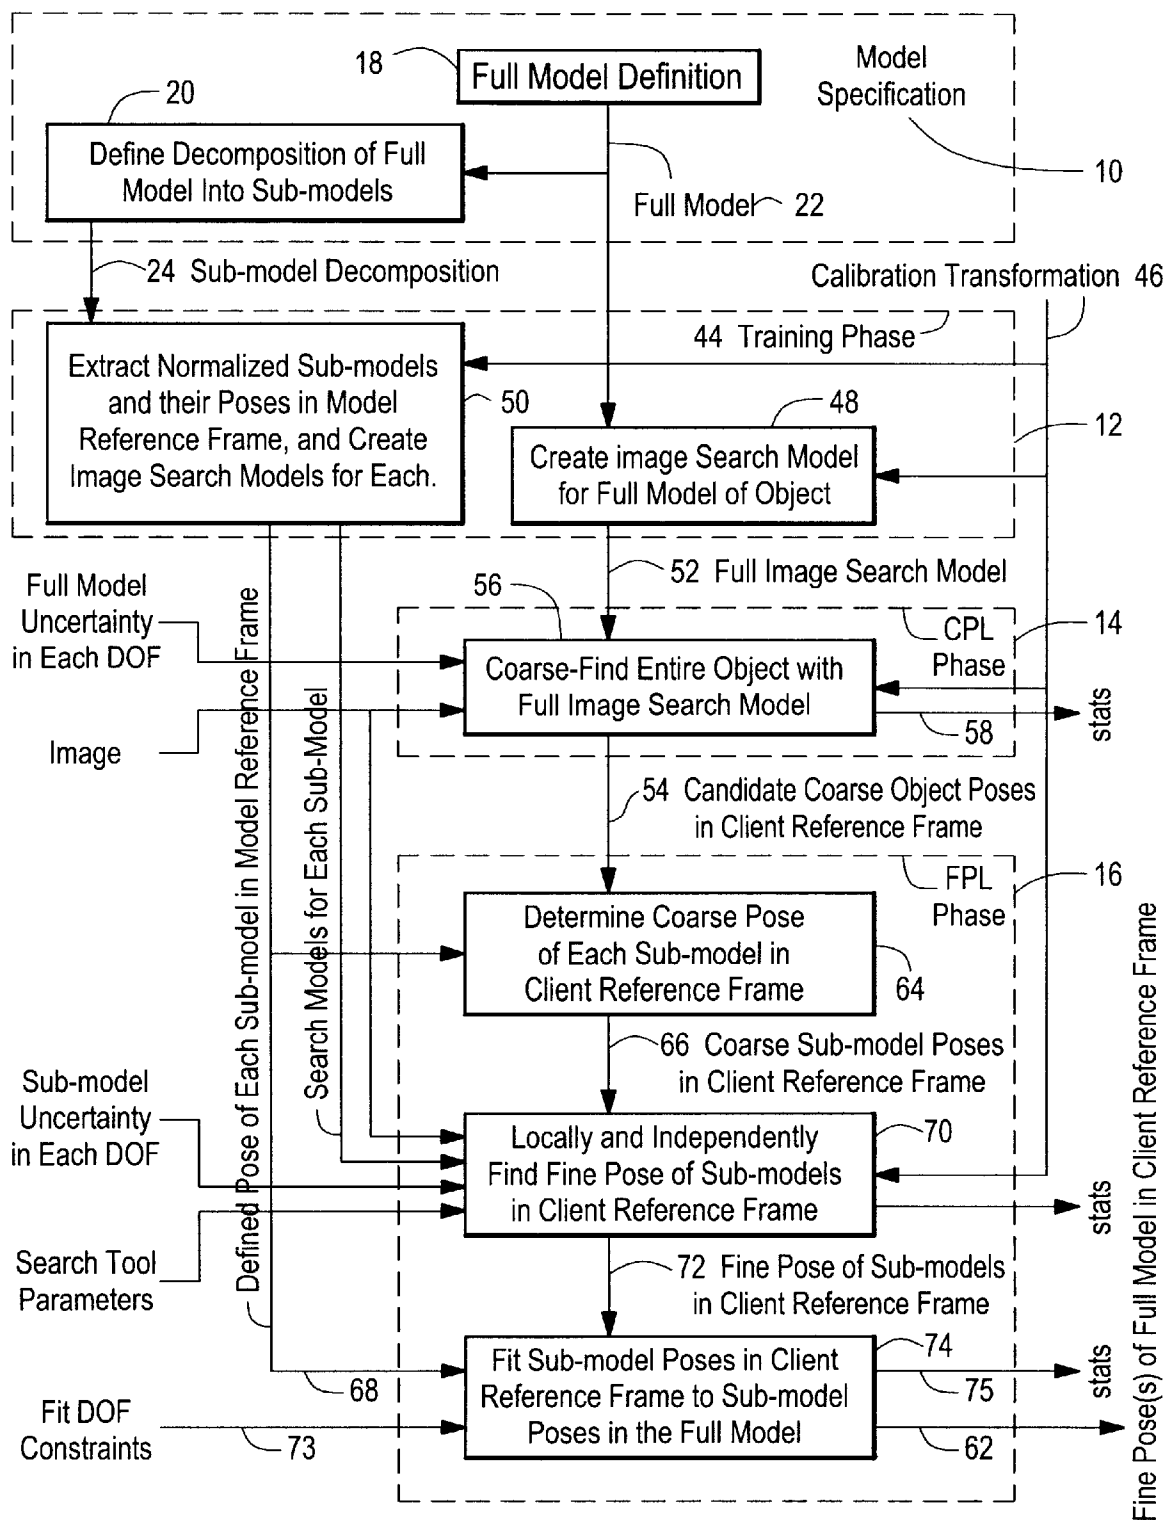 18
Full Model Definition
Model
Specification
10
20
Define Decomposition of Full
Model Into Sub-models
Full Model 22
24 Sub-model Decomposition
Calibration Transformation 46
44 Training Phase
Extract Normalized Sub-models
and their Poses in Model
Reference Frame, and Create
Image Search Models for Each.
50
48
12
Create image Search Model
for Full Model of Object
52 Full Image Search Model
Full Model
Uncertainty
in Each DOF
56
CPL
Phase
14
Coarse-Find Entire Object with
Full Image Search Model
58
stats
Image
Defined Pose of Each Sub-model in Model Reference Frame
Search Models for Each Sub-Model
54 Candidate Coarse Object Poses
in Client Reference Frame
FPL
Phase
16
Determine Coarse Pose
of Each Sub-model in
Client Reference Frame
64
66 Coarse Sub-model Poses
in Client Reference Frame
Sub-model
Uncertainty
in Each DOF
Locally and Independently
Find Fine Pose of Sub-models
in Client Reference Frame
70
stats
Search Tool
Parameters
72 Fine Pose of Sub-models
in Client Reference Frame
Fit Sub-model Poses in Client
Reference Frame to Sub-model
Poses in the Full Model
74
75
stats
68
Fit DOF
Constraints
73
62
Fine Pose(s) of Full Model in Client Reference Frame